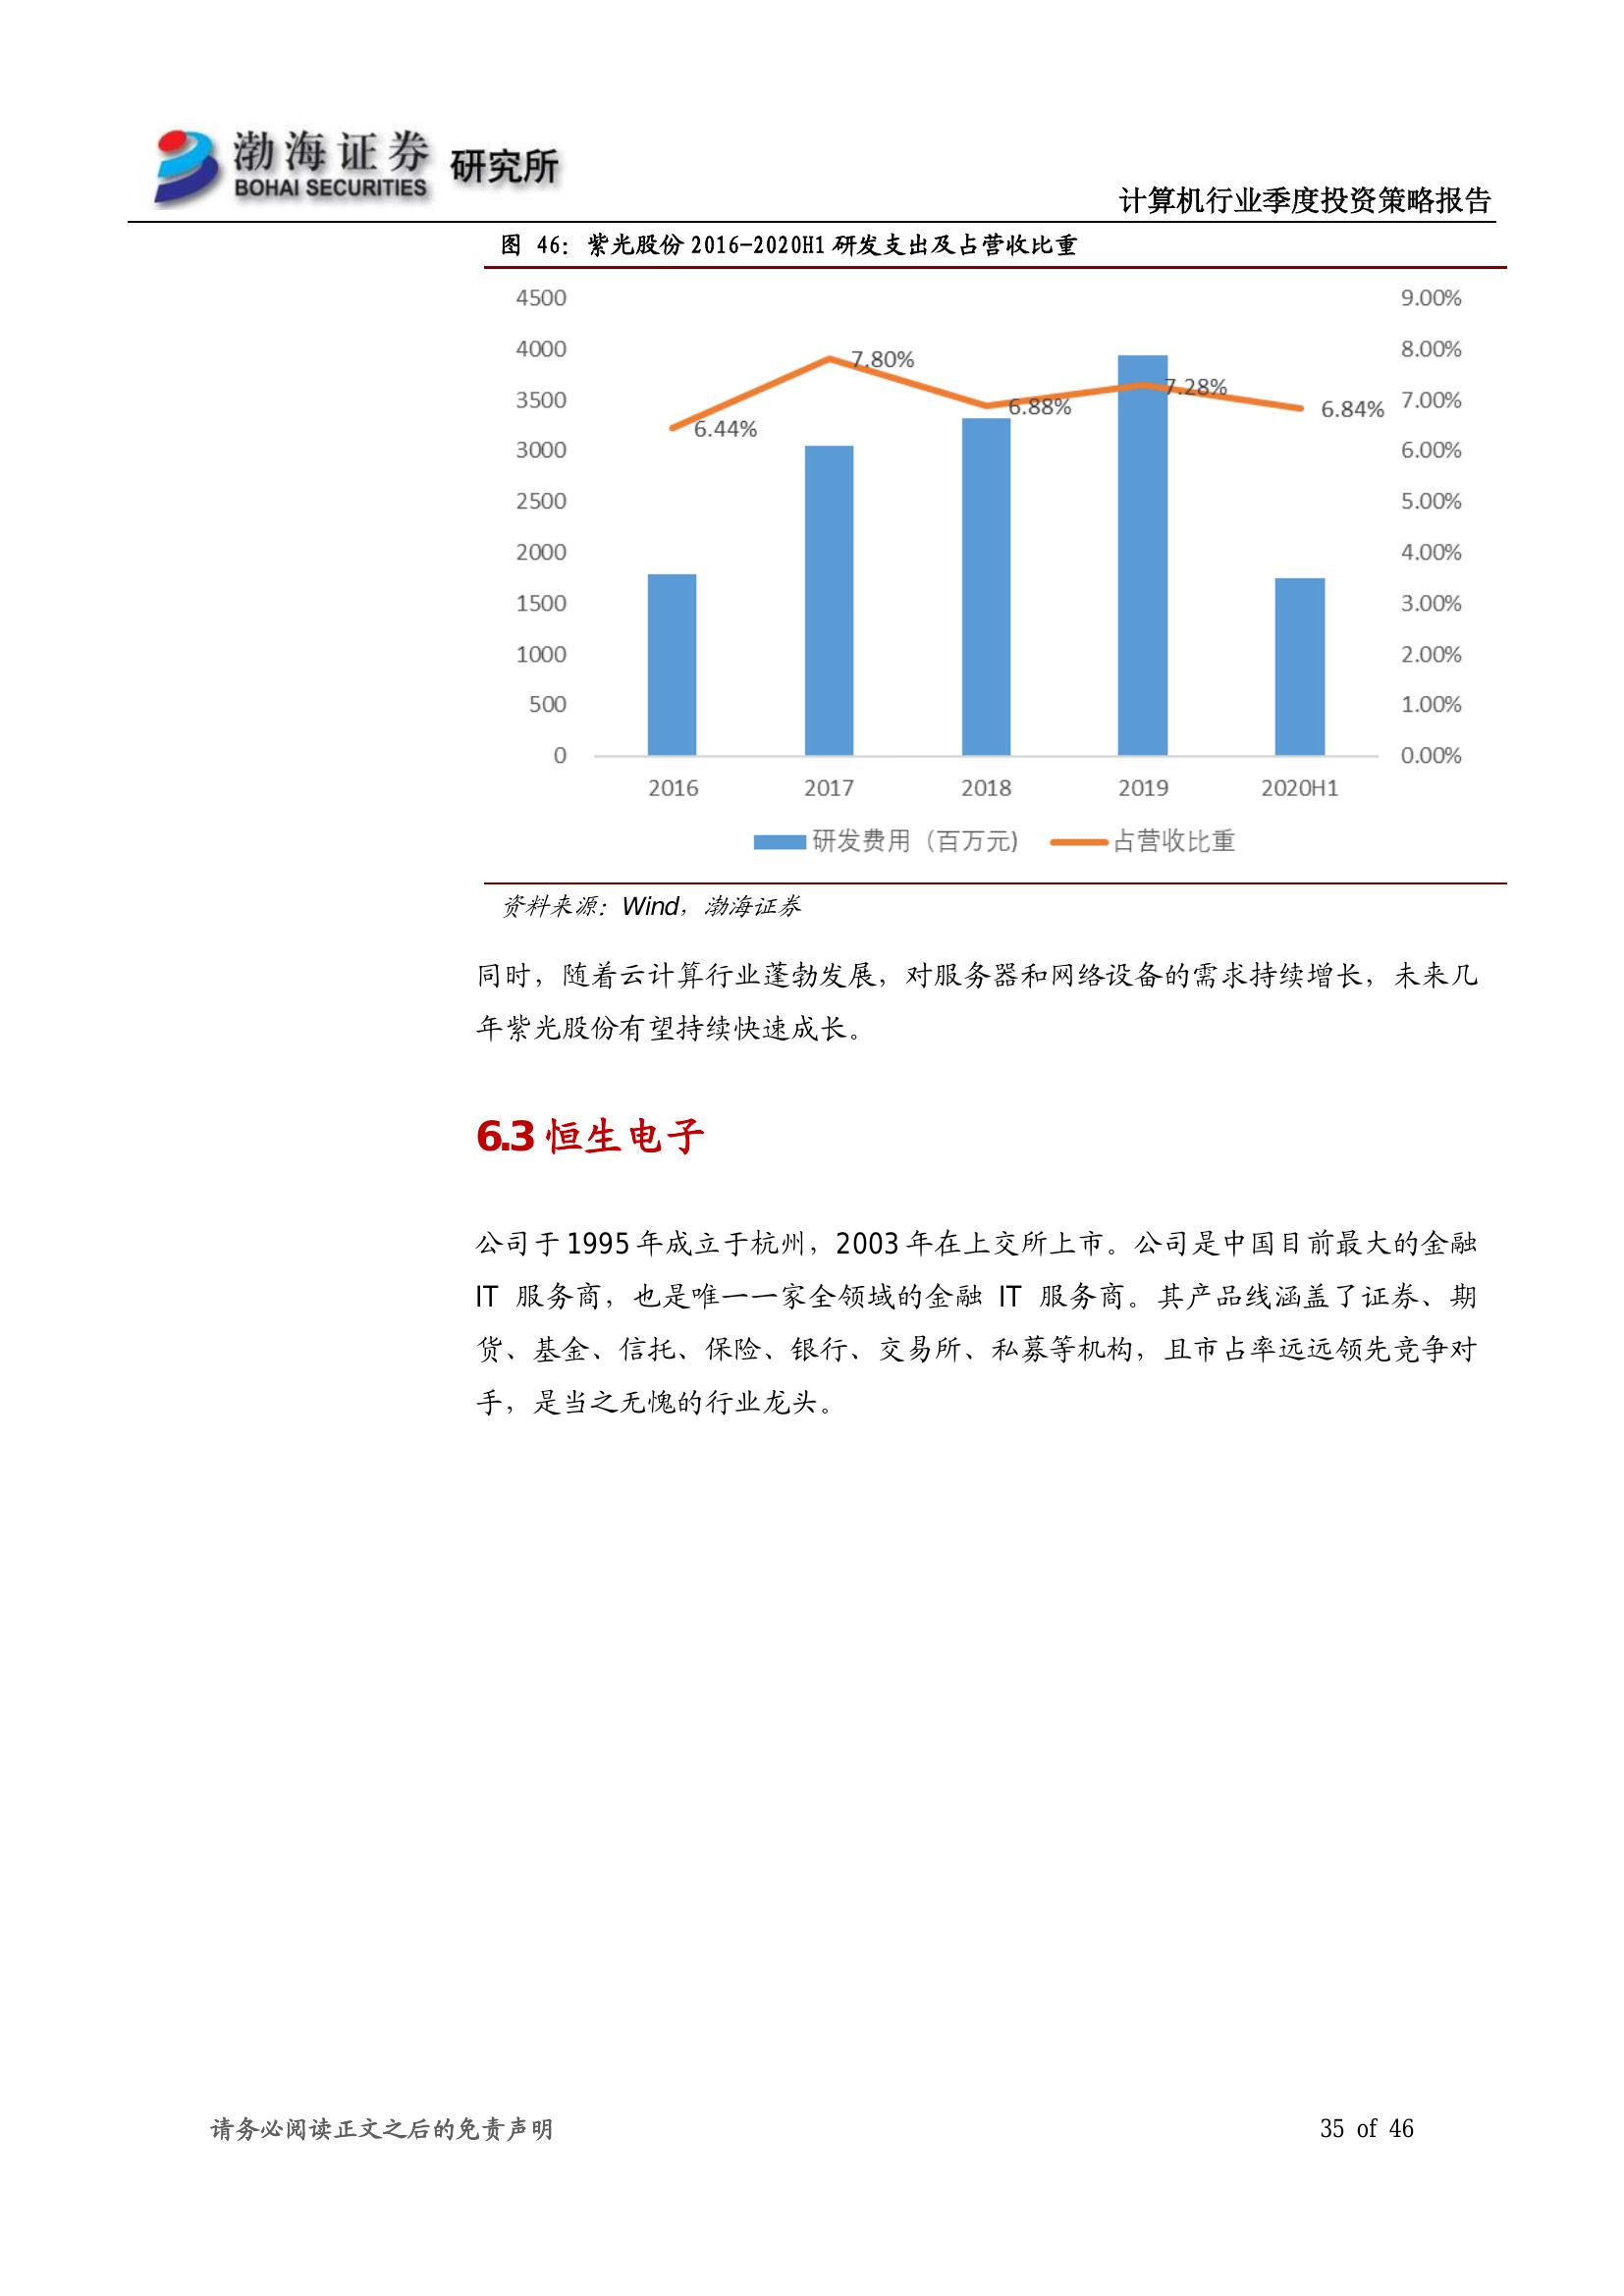 渤海证券 研究所
BOHAI SECURITIES
计算机行业季度投资策略报告
图 46：紫光股份 2016-2020H1 研发支出及占营收比重
4500 9.00%
4000 8.00%
3500 7.00%
3000 6.00%
2500 5.00%
2000 4.00%
1500 3.00%
1000 2.00%
500 1.00%
0 0.00%
6.44% 7.80% 6.88% 7.28% 6.84%
2016 2017 2018 2019 2020H1
研发费用（百万元) 占营收比重
资料来源：Wind，渤海证券
同时，随着云计算行业蓬勃发展，对服务器和网络设备的需求持续增长，未来几
年紫光股份有望持续快速成长。
6.3 恒生电子
公司于 1995 年成立于杭州，2003 年在上交所上市。公司是中国目前最大的金融
IT 服务商，也是唯一一家全领域的金融 IT 服务商。其产品线涵盖了证券、期
货、基金、信托、保险、银行、交易所、私募等机构，且市占率远远领先竞争对
手，是当之无愧的行业龙头。
请务必阅读正文之后的免责声明 35 of 46